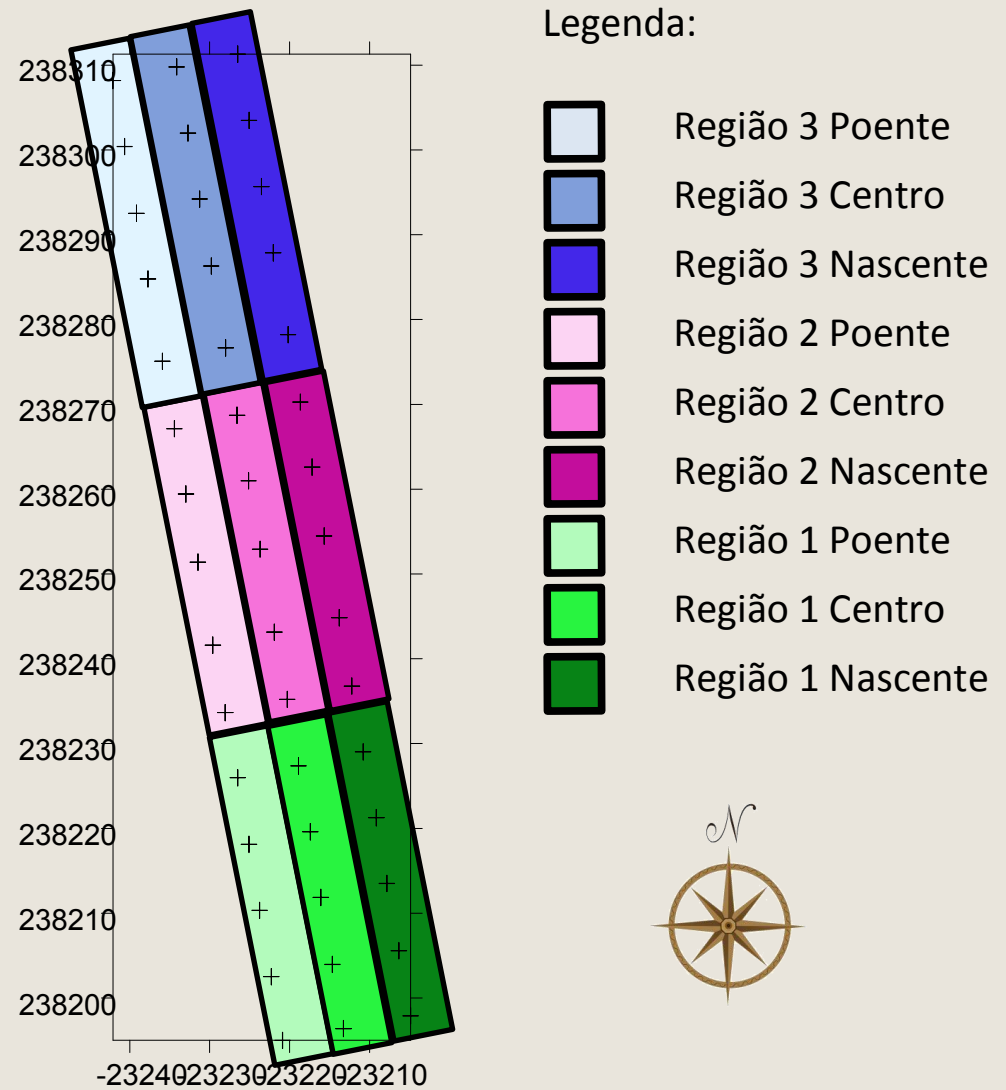 Legenda:
238310
238300
238290
238280
238270
238260
238250
238240
238230
238220
238210
238200
-23240
-23230
-23220
-23210
Região 3 Poente
Região 3 Centro
Região 3 Nascente
Região 2 Poente
Região 2 Centro
Região 2 Nascente
Região 1 Poente
Região 1 Centro
Região 1 Nascente
N